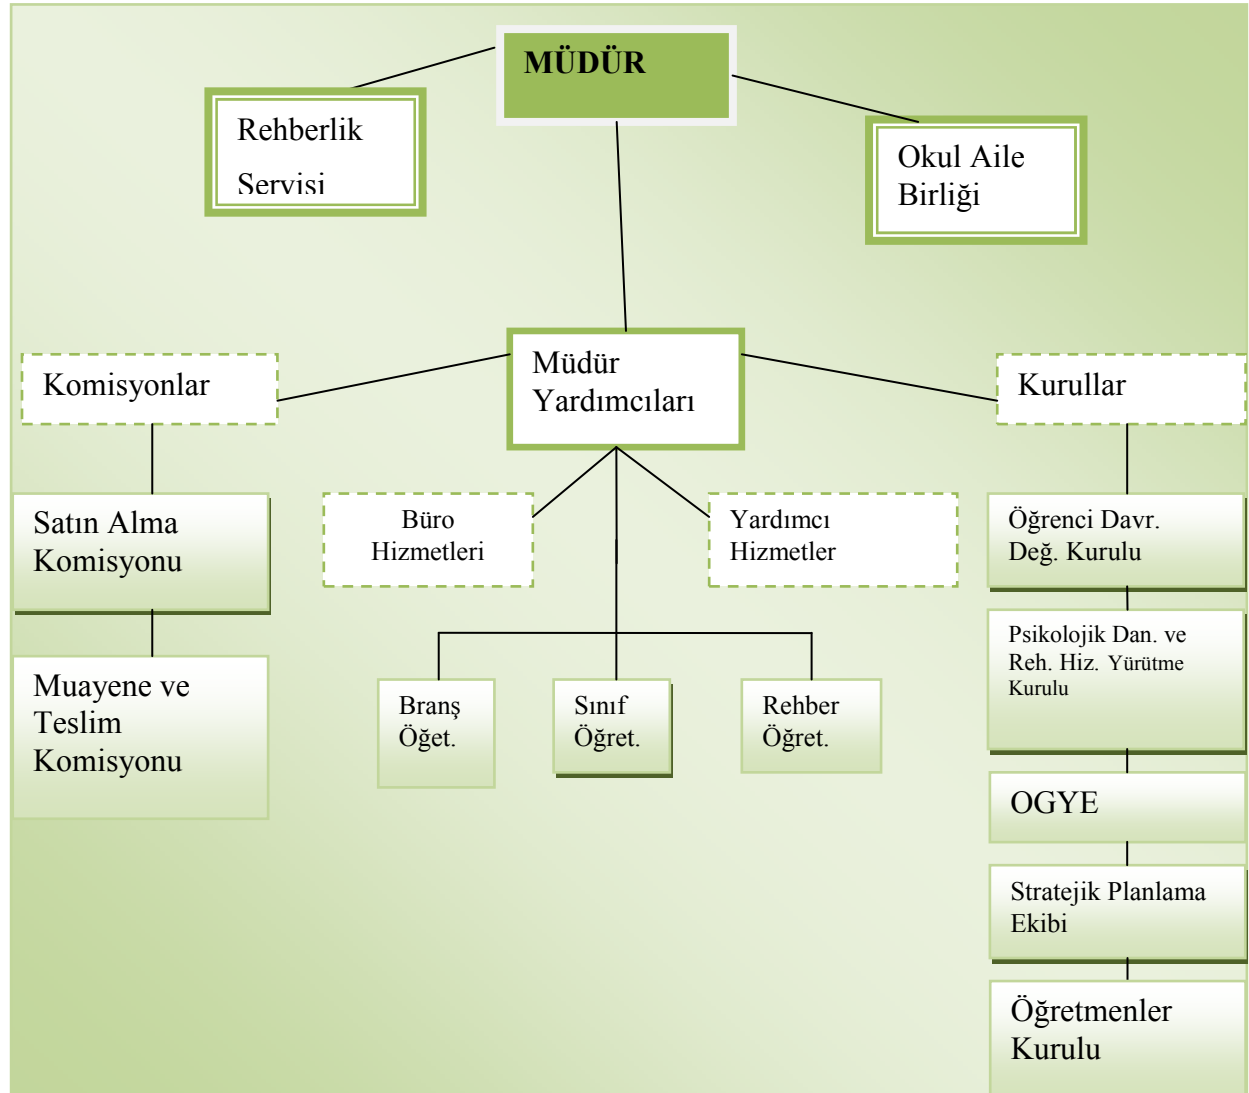 MÜDÜR
Rehberlik
Servisi
Okul Aile
Birliği
Müdür
Yardımcıları
Komisyonlar
Kurullar
Satın Alma
Komisyonu
Muayene ve
Teslim
Komisyonu
Büro
Hizmetleri
Yardımcı
Hizmetler
Branş
Öğet.
Sınıf
Öğret.
Rehber
Öğret.
Öğrenci Davr.
Değ. Kurulu
Psikolojik Dan. ve
Reh. Hiz. Yürütme
Kurulu
OGYE
Stratejik Planlama
Ekibi
Öğretmenler
Kurulu